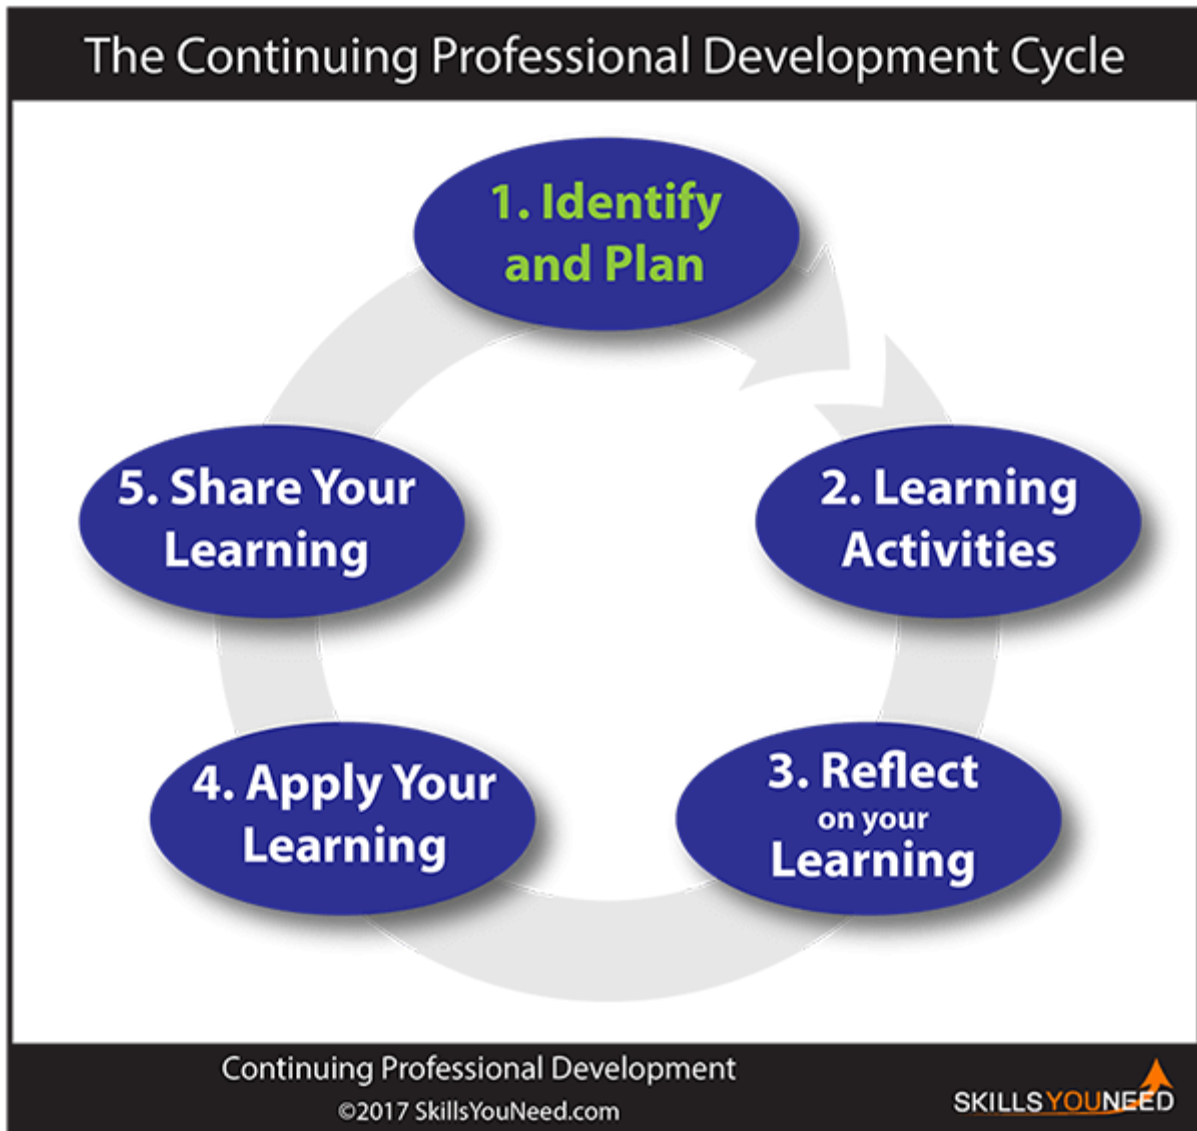 The Continuing Professional Development Cycle
1. Identify
and Plan
2. Learning
Activities
3. Reflect
on your
Learning
4. Apply Your
Learning
5. Share Your
Learning
Continuing Professional Development
©2017 SkillsYouNeed.com
SKILLSYOUNEED